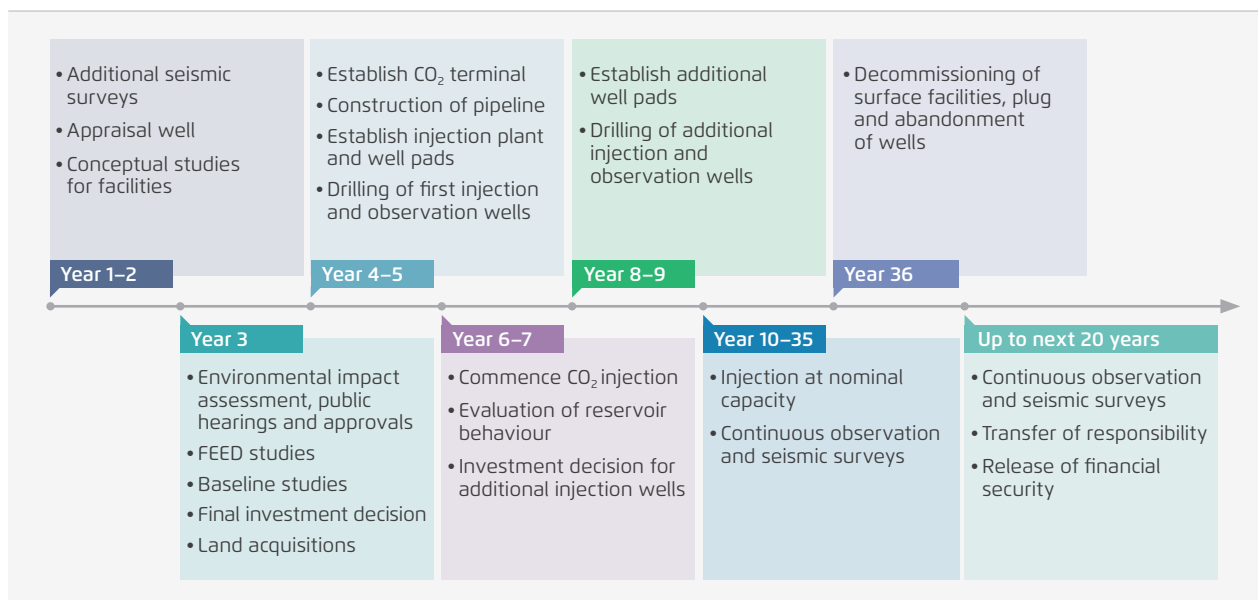 • Additional seismic
surveys
• Appraisal well
• Conceptual studies
for facilities
Year 1–2
Year 3
• Environmental impact
assessment, public
hearings and approvals
• FEED studies
• Baseline studies
• Final investment decision
• Land acquisitions
• Establish CO₂ terminal
• Construction of pipeline
• Establish injection plant
and well pads
• Drilling of first injection
and observation wells
Year 4–5
Year 6–7
• Commence CO₂ injection
• Evaluation of reservoir
behaviour
• Investment decision for
additional injection wells
• Establish additional
well pads
• Drilling of additional
injection and
observation wells
Year 8–9
Year 10–35
• Injection at nominal
capacity
• Continuous observation
and seismic surveys
• Decommissioning of
surface facilities, plug
and abandonment
of wells
Year 36
Up to next 20 years
• Continuous observation
and seismic surveys
• Transfer of responsibility
• Release of financial
security